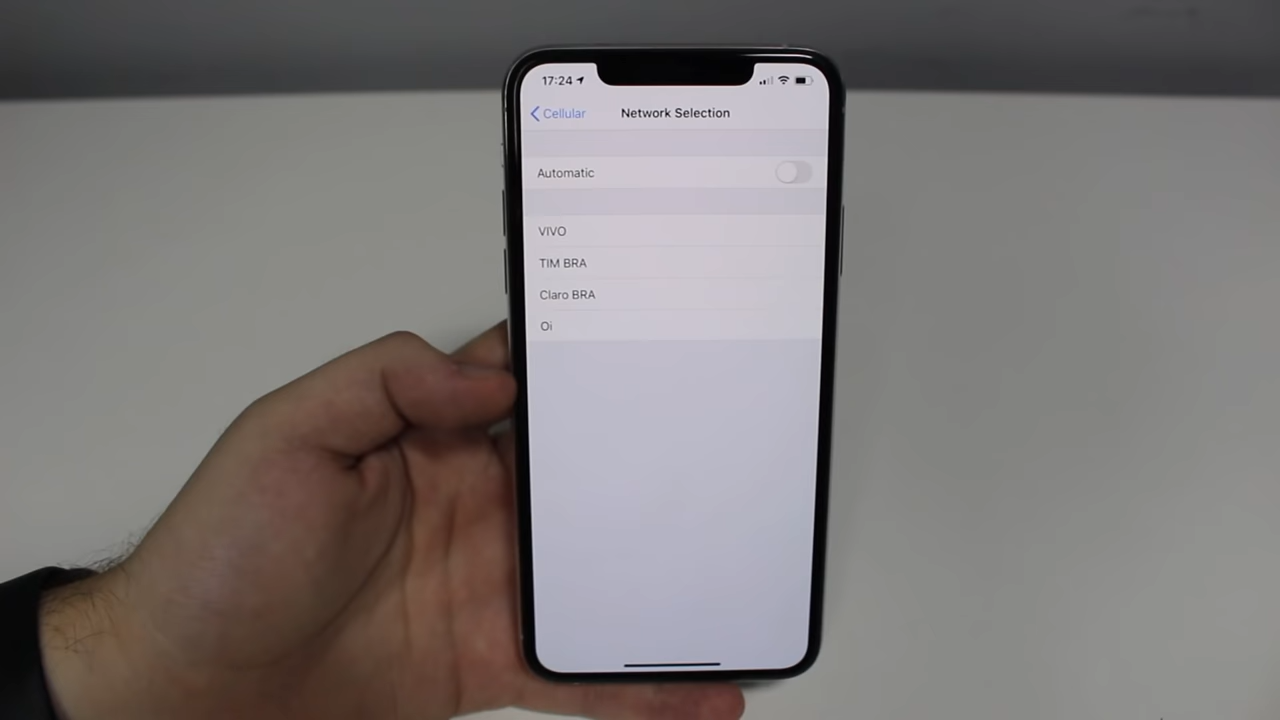 17:24
Cellular
Network Selection
Automatic
VIVO
TIM BRA
Claro BRA
Oi